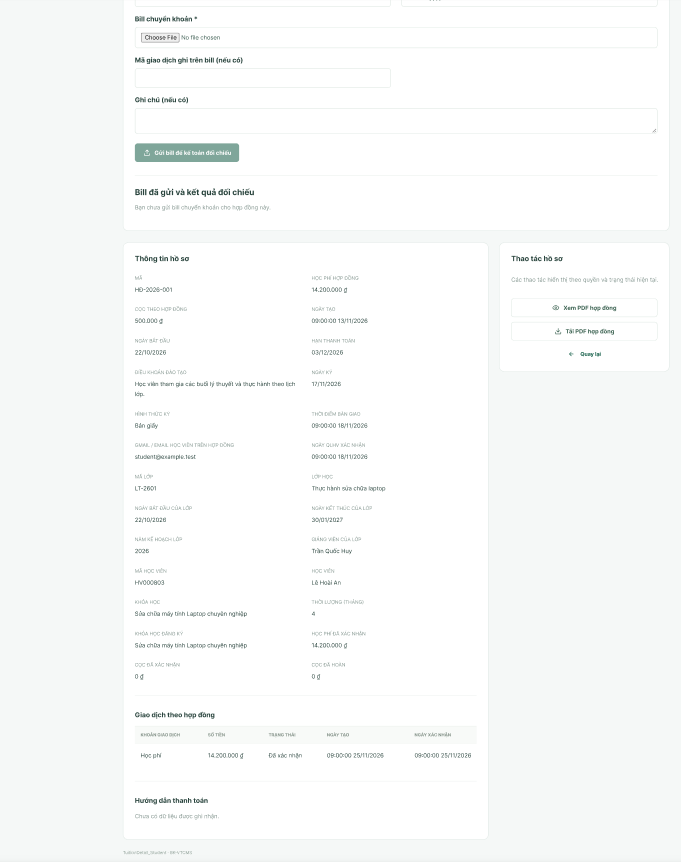 Bill chuyển khoản *
Choose File No file chosen
Mã giao dịch ghi trên bill (nếu có)
Ghi chú (nếu có)
Gửi bill để kế toán đối chiếu
Bill đã gửi và kết quả đối chiếu
Bạn chưa gửi bill chuyển khoản cho hợp đồng này.
Thông tin hồ sơ
MÃ
HĐ-2026-001
HỌC PHÍ HỢP ĐỒNG
14.200.000 ₫
CỌC THEO HỢP ĐỒNG
500.000 ₫
NGÀY TẠO
09:00:00 13/11/2026
NGÀY BẮT ĐẦU
22/10/2026
HẠN THANH TOÁN
03/12/2026
ĐIỀU KHOẢN ĐÀO TẠO
Học viên tham gia các buổi lý thuyết và thực hành theo lịch
lớp.
NGÀY KÝ
17/11/2026
HÌNH THỨC KÝ
Bản giấy
THỜI ĐIỂM BÀN GIAO
09:00:00 18/11/2026
GMAIL / EMAIL HỌC VIÊN TRÊN HỢP ĐỒNG
student@example.test
NGÀY QLHV XÁC NHẬN
09:00:00 18/11/2026
MÃ LỚP
LT-2601
LỚP HỌC
Thực hành sửa chữa laptop
NGÀY BẮT ĐẦU CỦA LỚP
22/10/2026
NGÀY KẾT THÚC CỦA LỚP
30/01/2027
NĂM KẾ HOẠCH LỚP
2026
GIẢNG VIÊN CỦA LỚP
Trần Quốc Huy
MÃ HỌC VIÊN
HV000803
HỌC VIÊN
Lê Hoài An
KHÓA HỌC
Sửa chữa máy tính Laptop chuyên nghiệp
THỜI LƯỢNG (THÁNG)
4
KHÓA HỌC ĐĂNG KÝ
Sửa chữa máy tính Laptop chuyên nghiệp
HỌC PHÍ ĐÃ XÁC NHẬN
14.200.000 ₫
CỌC ĐÃ XÁC NHẬN
0 ₫
CỌC ĐÃ HOÀN
0 ₫
Giao dịch theo hợp đồng
KHOẢN GIAO DỊCH SỐ TIỀN TRẠNG THÁI NGÀY TẠO NGÀY XÁC NHẬN
Học phí 14.200.000 ₫ Đã xác nhận 09:00:00 25/11/2026 09:00:00 25/11/2026
Hướng dẫn thanh toán
Chưa có dữ liệu được ghi nhận.
Thao tác hồ sơ
Các thao tác hiển thị theo quyền và trạng thái hiện tại.
Xem PDF hợp đồng
Tải PDF hợp đồng
Quay lại